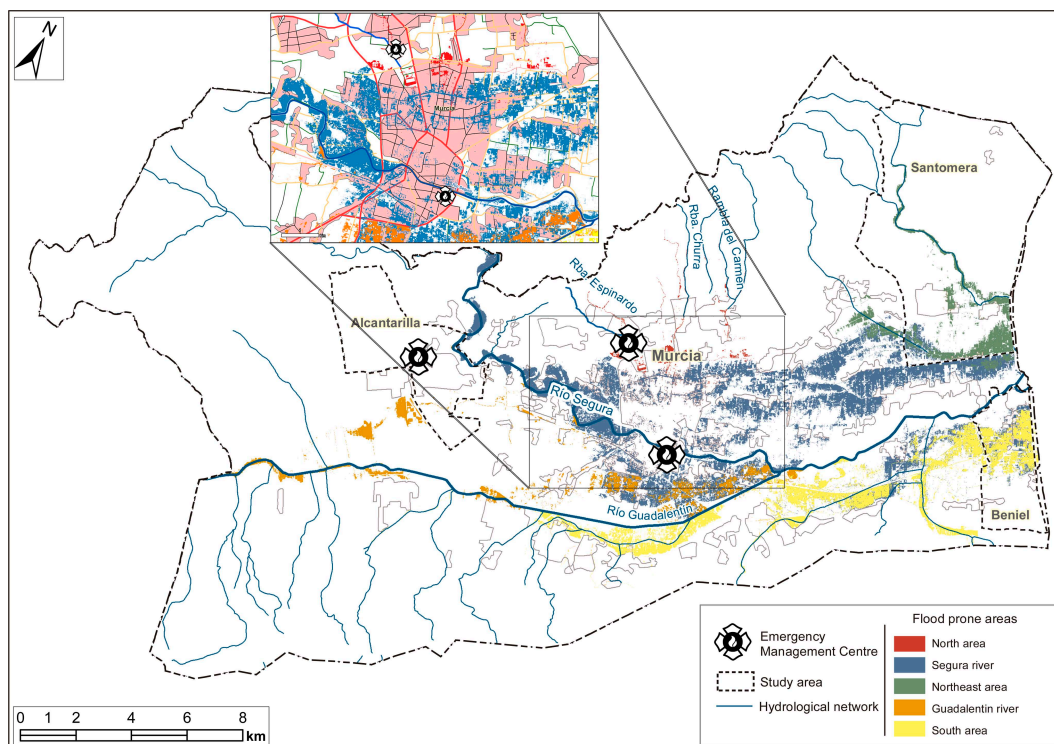 N
Murcia
Santomera
Rba. Churra
Rambla del Carmen
Rba. Espinardo
Alcantarilla
Murcia
Río Segura
Río Guadalentín
Beniel
Flood prone areas
Emergency
Management Centre
Study area
Hydrological network
North area
Segura river
Northeast area
Guadalentin river
South area
0 1 2 4 6 8
km